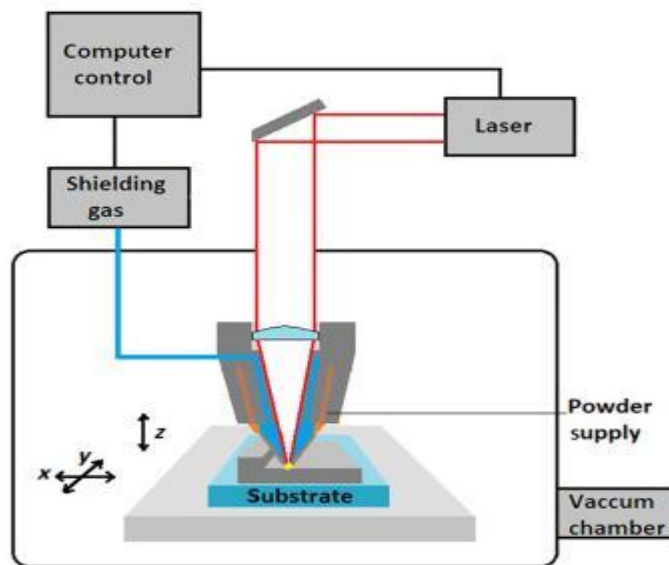 Computer
control
Laser
Shielding
gas
Powder
supply
z
y
x
Substrate
Vaccum
chamber